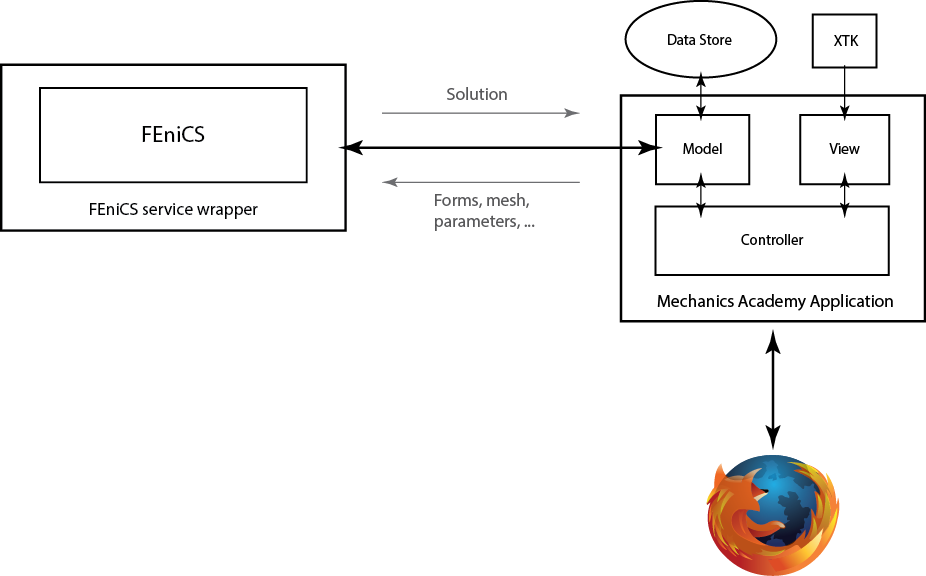 Data Store
XTK
Solution
FEniCS
Model
View
FEniCS service wrapper
Forms, mesh,
parameters, ...
Controller
Mechanics Academy Application